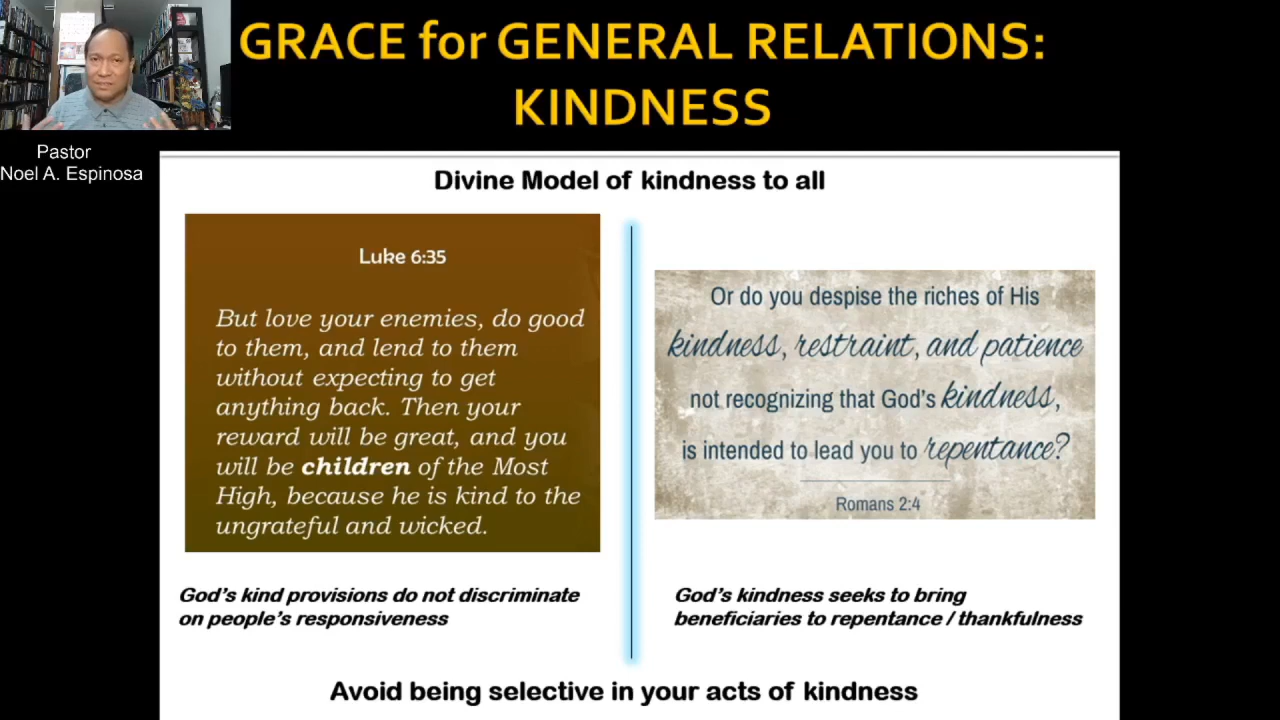 GRACE for GENERAL RELATIONS:
KINDNESS
Pastor
Noel A. Espinosa
Divine Model of kindness to all
Luke 6:35
But love your enemies, do good
to them, and lend to them
without expecting to get
anything back. Then your
reward will be great, and you
will be children of the Most
High, because he is kind to the
ungrateful and wicked.
Or do you despise the riches of His
kindness, restraint, and patience
not recognizing that God's kindness,
is intended to lead you to repentance?
Romans 2:4
God's kind provisions do not discriminate
on people's responsiveness
God's kindness seeks to bring
beneficiaries to repentance / thankfulness
Avoid being selective in your acts of kindness